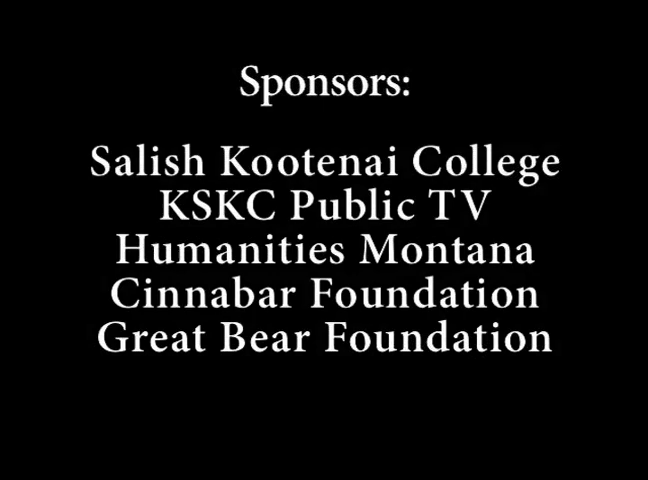 Sponsors:
Salish Kootenai College
KSKC Public TV
Humanities Montana
Cinnabar Foundation
Great Bear Foundation